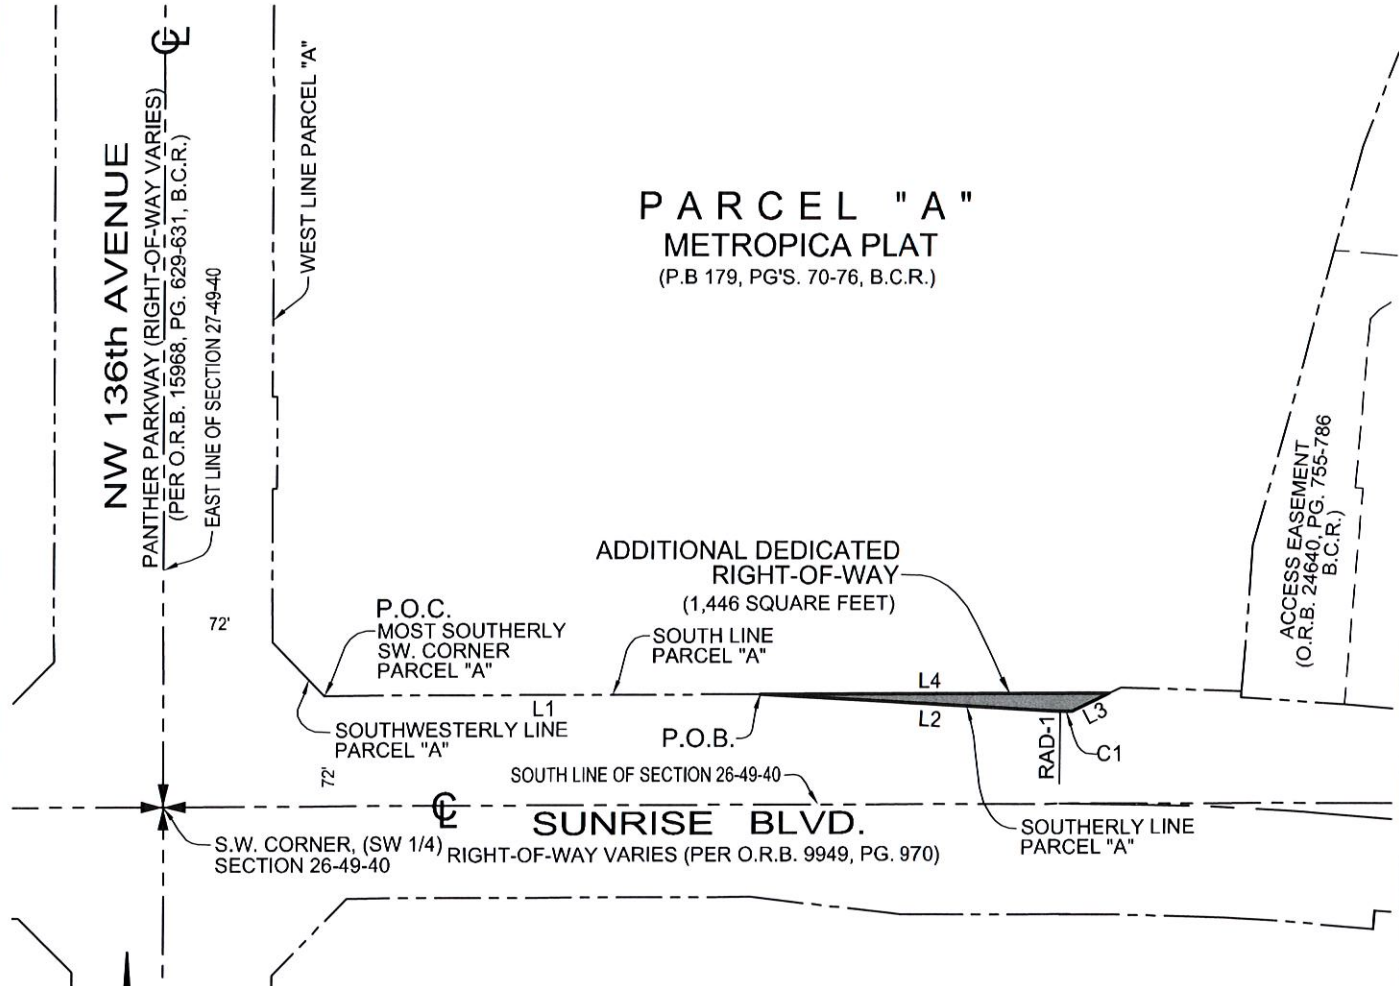 ℄
NW 136th AVENUE
PANTHER PARKWAY (RIGHT-OF-WAY VARIES)
(PER O.R.B. 15968, PG. 629-631, B.C.R.)
EAST LINE OF SECTION 27-49-40
WEST LINE PARCEL "A"
PARCEL "A"
METROPICA PLAT
(P.B 179, PG'S. 70-76, B.C.R.)
ACCESS EASEMENT
(O.R.B. 24640, PG. 755-786
B.C.R.)
ADDITIONAL DEDICATED
RIGHT-OF-WAY
(1,446 SQUARE FEET)
72'
P.O.C.
MOST SOUTHERLY
SW. CORNER
PARCEL "A"
SOUTH LINE
PARCEL "A"
L4
L1
L2
L3
SOUTHWESTERLY LINE
PARCEL "A"
P.O.B.
RAD-1
C1
72'
SOUTH LINE OF SECTION 26-49-40
℄
SUNRISE BLVD.
RIGHT-OF-WAY VARIES (PER O.R.B. 9949, PG. 970)
SOUTHERLY LINE
PARCEL "A"
S.W. CORNER, (SW 1/4)
SECTION 26-49-40